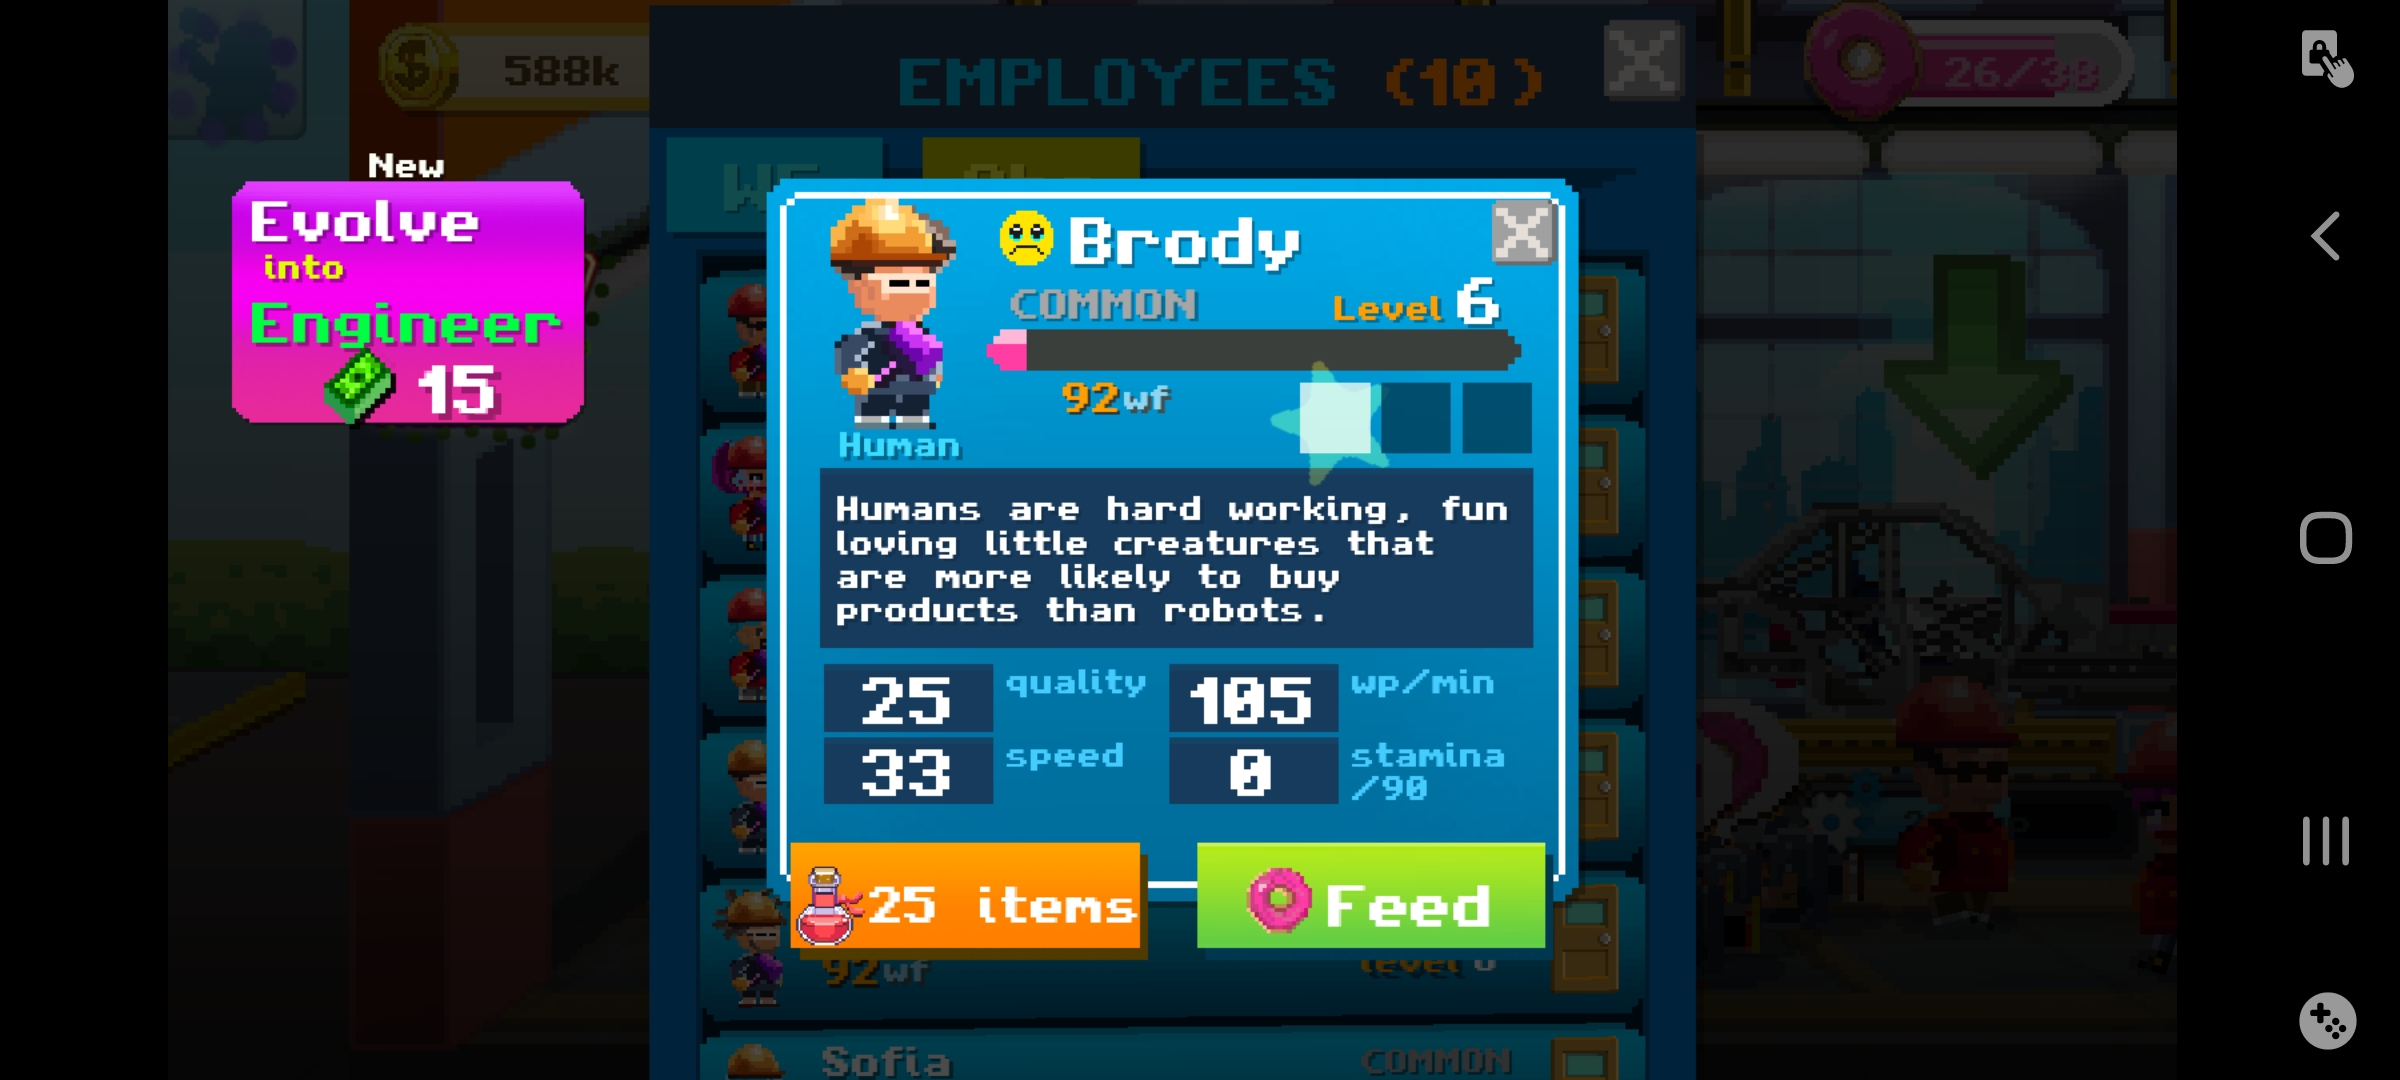 588k
EMPLOYEES (10)
26/38
New
Evolve
into
Engineer
15
Brody
COMMON
Level 6
92wf
Human
Humans are hard working, fun
loving little creatures that
are more likely to buy
products than robots.
25 quality
105 wp/min
33 speed
0 stamina
/90
25 items
Feed
92wf
level 6
Sofia
COMMON